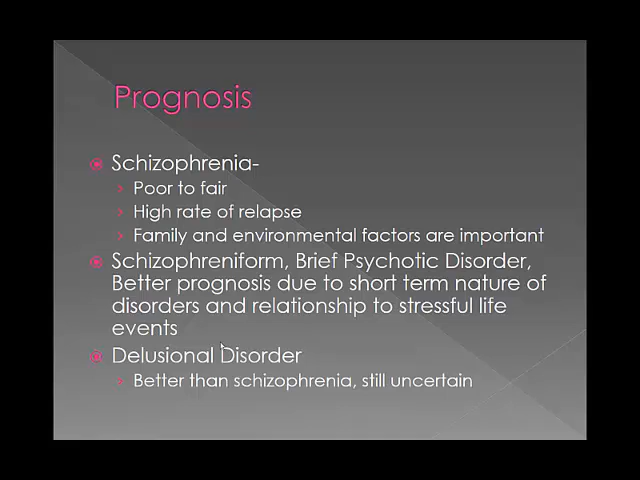 Prognosis
Schizophrenia-
Poor to fair
High rate of relapse
Family and environmental factors are important
Schizophreniform, Brief Psychotic Disorder,
Better prognosis due to short term nature of
disorders and relationship to stressful life
events
Delusional Disorder
Better than schizophrenia, still uncertain